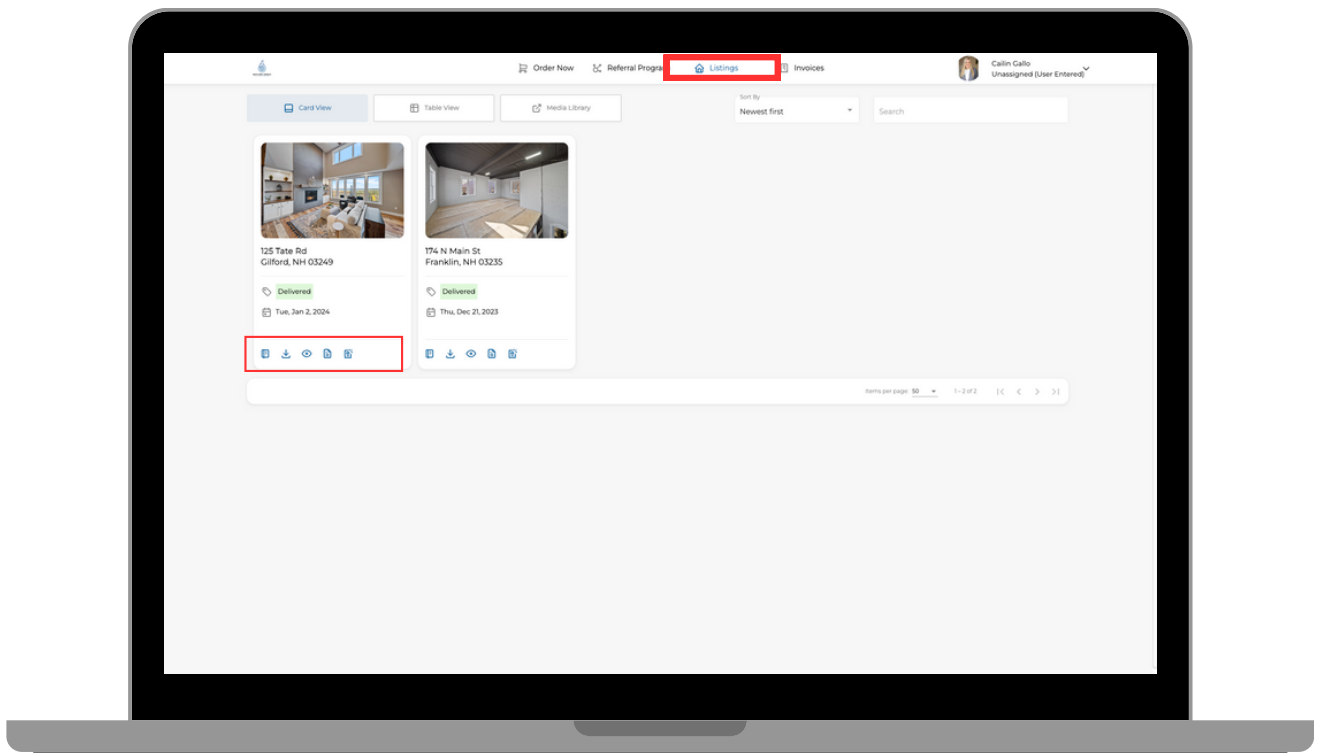 Order Now
Referral Progra
Listings
Invoices
Cailin Gallo
Unassigned (User Entered)
Card View
Table View
Media Library
Sort By
Newest first
Search
125 Tate Rd
Gilford, NH 03249
Delivered
Tue, Jan 2, 2024
174 N Main St
Franklin, NH 03235
Delivered
Thu, Dec 21, 2023
Items per page: 50
1 – 2 of 2